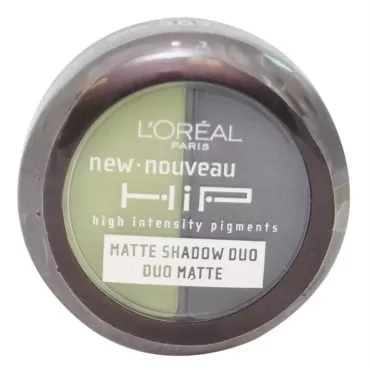 L'ORÉAL
PARIS
new·nouveau
HiP
high intensity pigments
MATTE SHADOW DUO
DUO MATTE